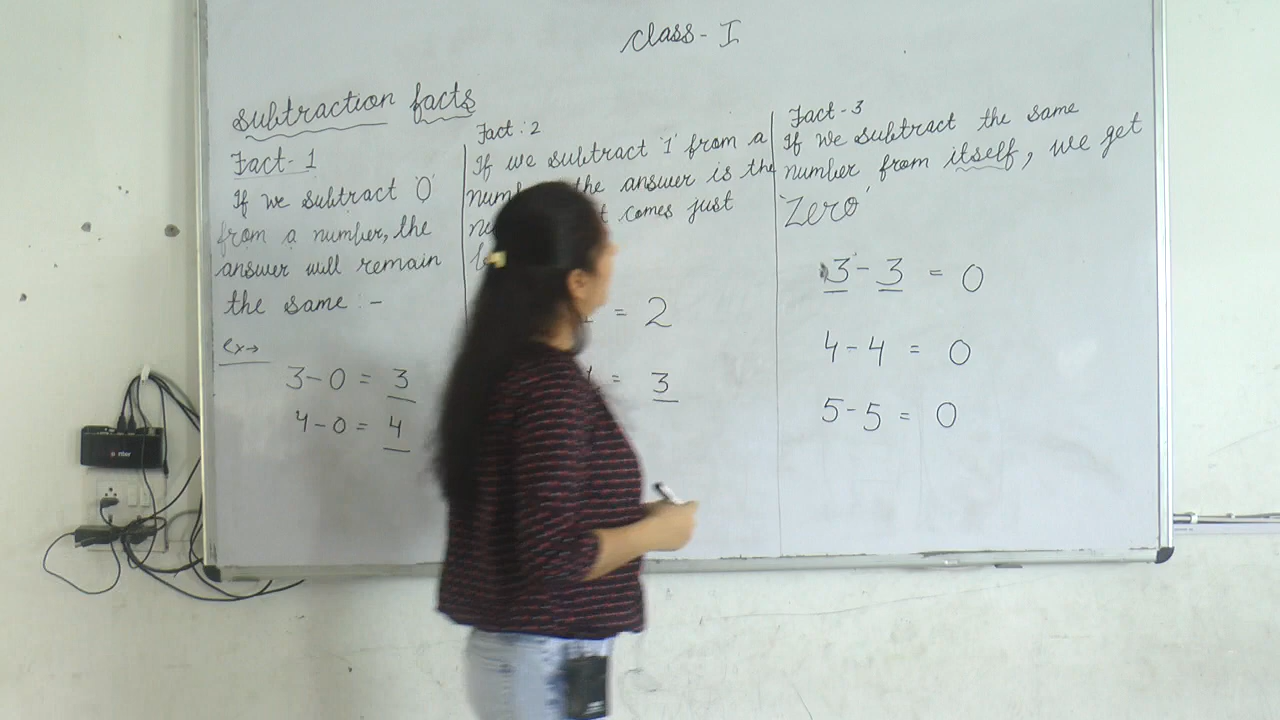 Class - I
Subtraction facts
Fact - 1
If we subtract '0'
from a number, the
answer will remain
the same : -
ex→
3 - 0 = 3
4 - 0 = 4
Fact : 2
If we subtract '1' from a
the answer is the
comes just
= 2
= 3
Fact - 3
If we subtract the same
number from itself, we get
'Zero'
3 - 3 = 0
4 - 4 = 0
5 - 5 = 0